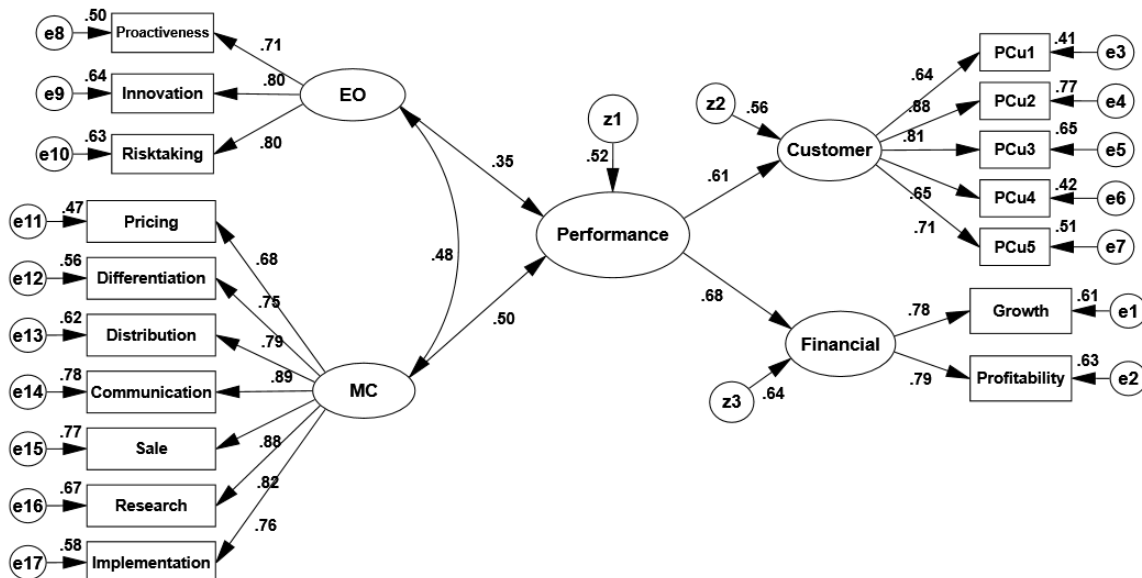 e8
.50
Proactiveness
.71
e9
.64
Innovation
.80
EO
e10
.63
Risktaking
.80
e11
.47
Pricing
.68
e12
.56
Differentiation
.75
e13
.62
Distribution
.79
e14
.78
Communication
.89
MC
e15
.77
Sale
.88
e16
.67
Research
.82
e17
.58
Implementation
.76
.48
.35
.50
z1
.52
Performance
.61
.68
z2
.56
Customer
.64
PCu1
.41
e3
.88
PCu2
.77
e4
.81
PCu3
.65
e5
.65
PCu4
.42
e6
.71
PCu5
.51
e7
z3
.64
Financial
.78
Growth
.61
e1
.79
Profitability
.63
e2